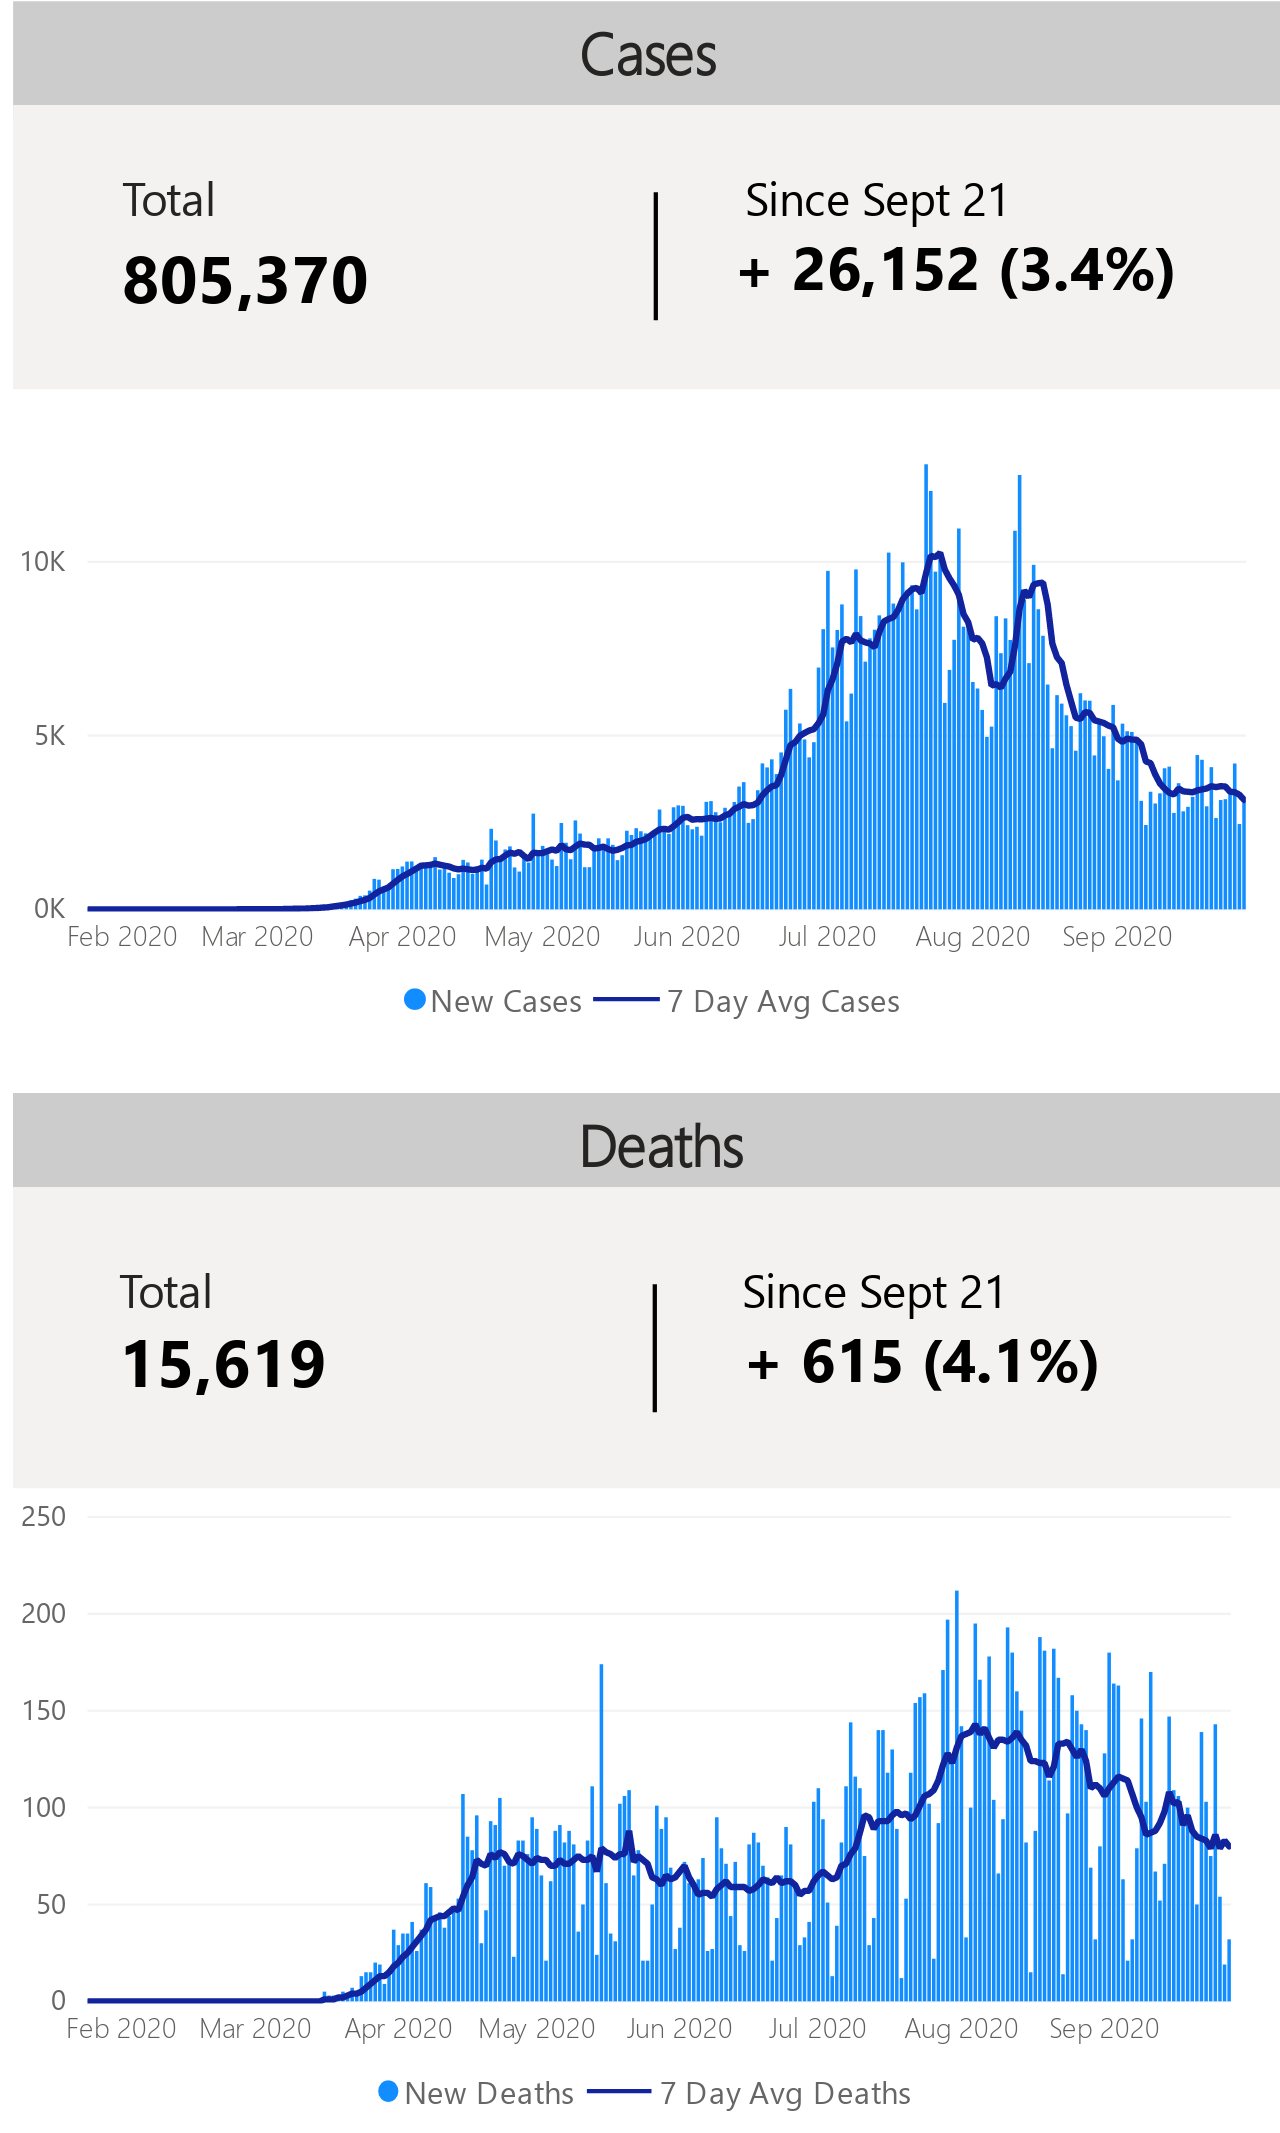 Cases
Total
Since Sept 21
805,370
+ 26,152 (3.4%)
10K
5K
0K
Feb 2020 Mar 2020 Apr 2020 May 2020 Jun 2020 Jul 2020 Aug 2020 Sep 2020
New Cases 7 Day Avg Cases
Deaths
Total
Since Sept 21
15,619
+ 615 (4.1%)
250
200
150
100
50
0
Feb 2020 Mar 2020 Apr 2020 May 2020 Jun 2020 Jul 2020 Aug 2020 Sep 2020
New Deaths 7 Day Avg Deaths